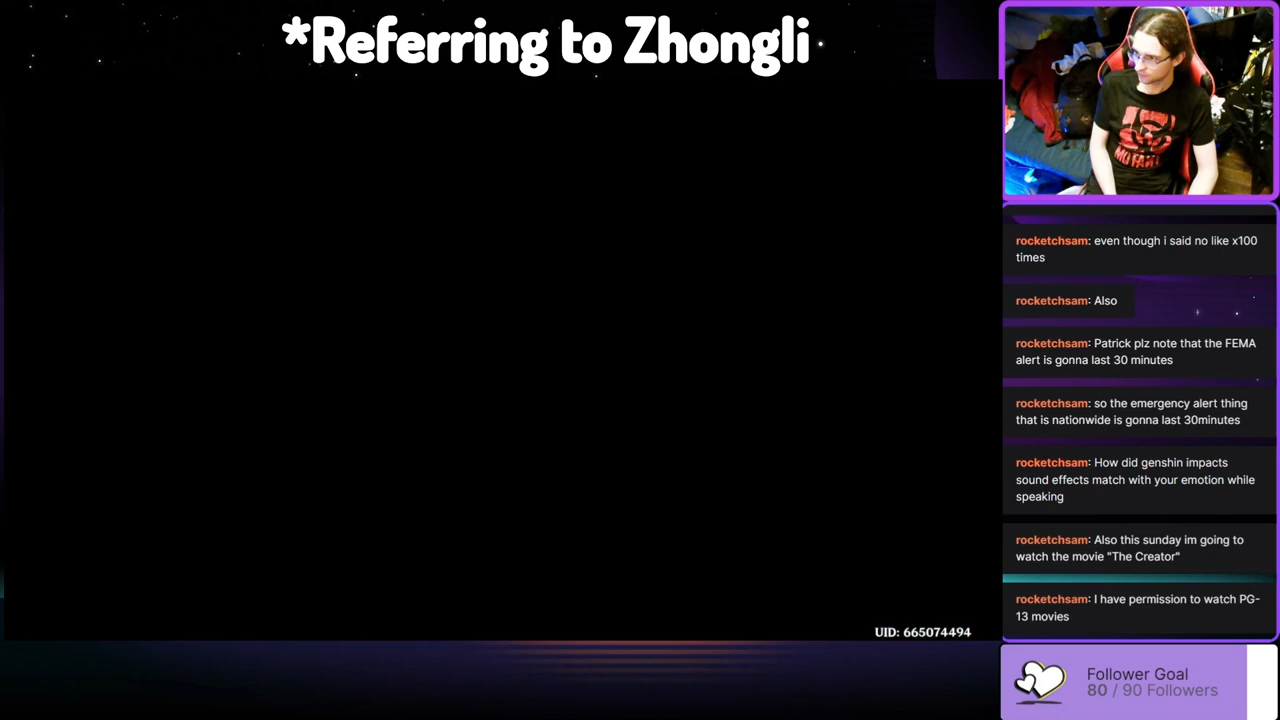 *Referring to Zhongli
MUTANT
rocketchsam: even though i said no like x100
times
rocketchsam: Also
rocketchsam: Patrick plz note that the FEMA
alert is gonna last 30 minutes
rocketchsam: so the emergency alert thing
that is nationwide is gonna last 30minutes
rocketchsam: How did genshin impacts
sound effects match with your emotion while
speaking
rocketchsam: Also this sunday im going to
watch the movie "The Creator"
rocketchsam: I have permission to watch PG-
13 movies
UID: 665074494
Follower Goal
80 / 90 Followers